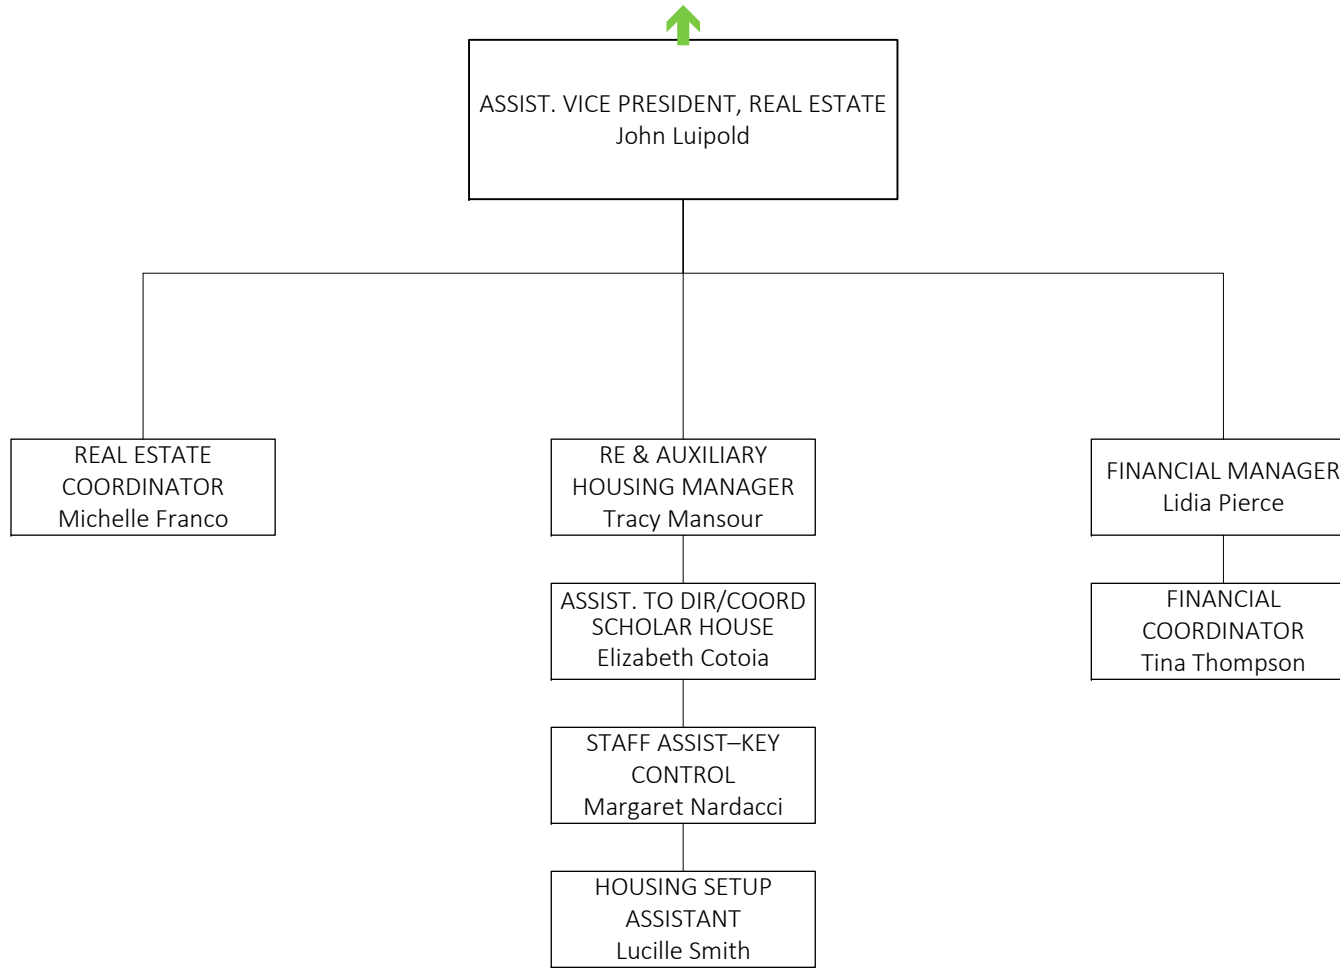 ASSIST. VICE PRESIDENT, REAL ESTATE
John Luipold
REAL ESTATE
COORDINATOR
Michelle Franco
RE & AUXILIARY
HOUSING MANAGER
Tracy Mansour
FINANCIAL MANAGER
Lidia Pierce
ASSIST. TO DIR/COORD
SCHOLAR HOUSE
Elizabeth Cotoia
FINANCIAL
COORDINATOR
Tina Thompson
STAFF ASSIST–KEY
CONTROL
Margaret Nardacci
HOUSING SETUP
ASSISTANT
Lucille Smith